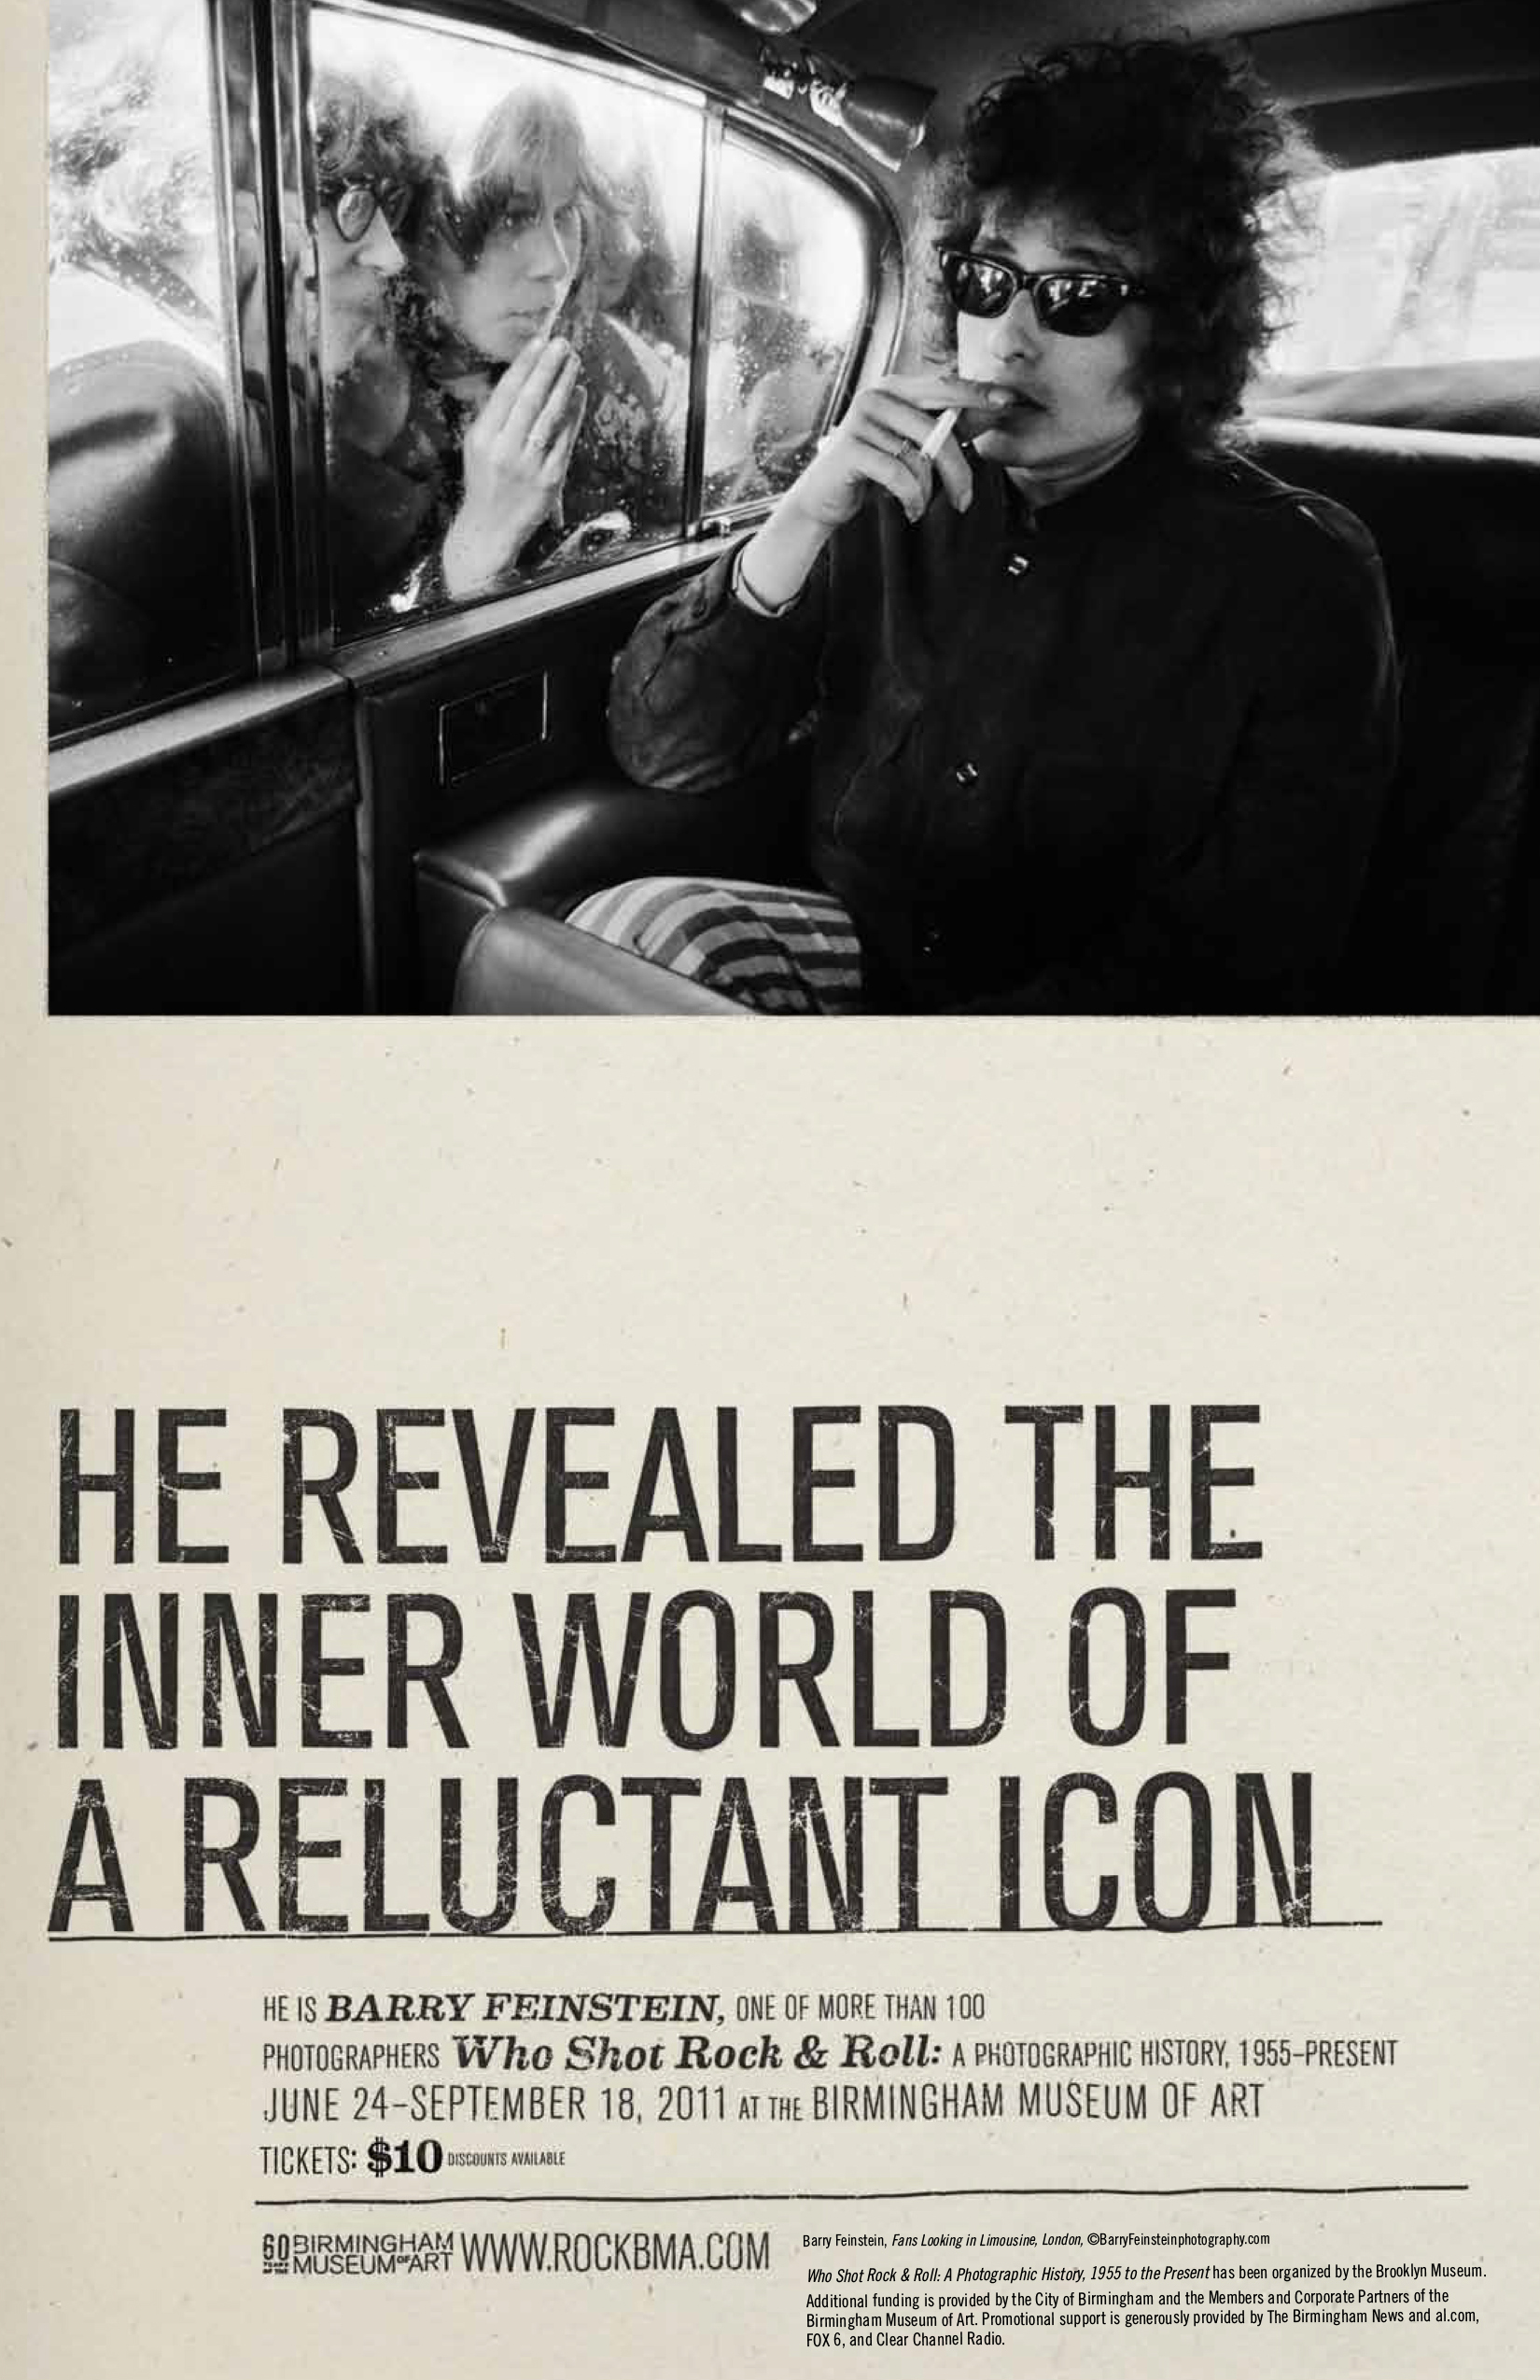 HE REVEALED THE
INNER WORLD OF
A RELUCTANT ICON
HE IS BARRY FEINSTEIN, ONE OF MORE THAN 100
PHOTOGRAPHERS Who Shot Rock & Roll: A PHOTOGRAPHIC HISTORY, 1955–PRESENT
JUNE 24–SEPTEMBER 18, 2011 AT THE BIRMINGHAM MUSEUM OF ART
TICKETS: $10 DISCOUNTS AVAILABLE
60
BIRMINGHAM
MUSEUM OF ART
WWW.ROCKBMA.COM
Barry Feinstein, Fans Looking in Limousine, London, ©BarryFeinsteinphotography.com
Who Shot Rock & Roll: A Photographic History, 1955 to the Present has been organized by the Brooklyn Museum.
Additional funding is provided by the City of Birmingham and the Members and Corporate Partners of the
Birmingham Museum of Art. Promotional support is generously provided by The Birmingham News and al.com,
FOX 6, and Clear Channel Radio.